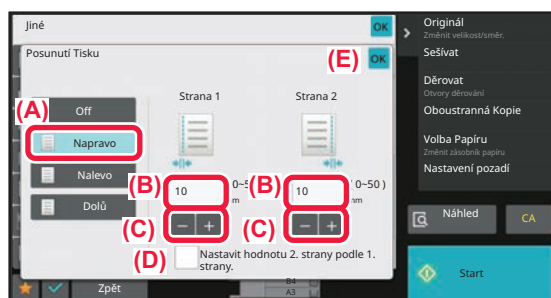 Jiné
OK
Posunutí Tisku
(E)
OK
(A)
Off
Napravo
Nalevo
Dolů
Strana 1
Strana 2
(B)
10
0~5
m
(B)
10
( 0~50 )
mm
(C)
− +
(C)
− +
(D)
Nastavit hodnotu 2. strany podle 1.
strany.
Zpět
B4
A3
Originál
Změnit velikost/směr.
Sešívat
Děrovat
Otvory děrování
Oboustranná Kopie
Volba Papíru
Změnit zásobník papíru
Nastavení pozadí
Náhled
CA
Start